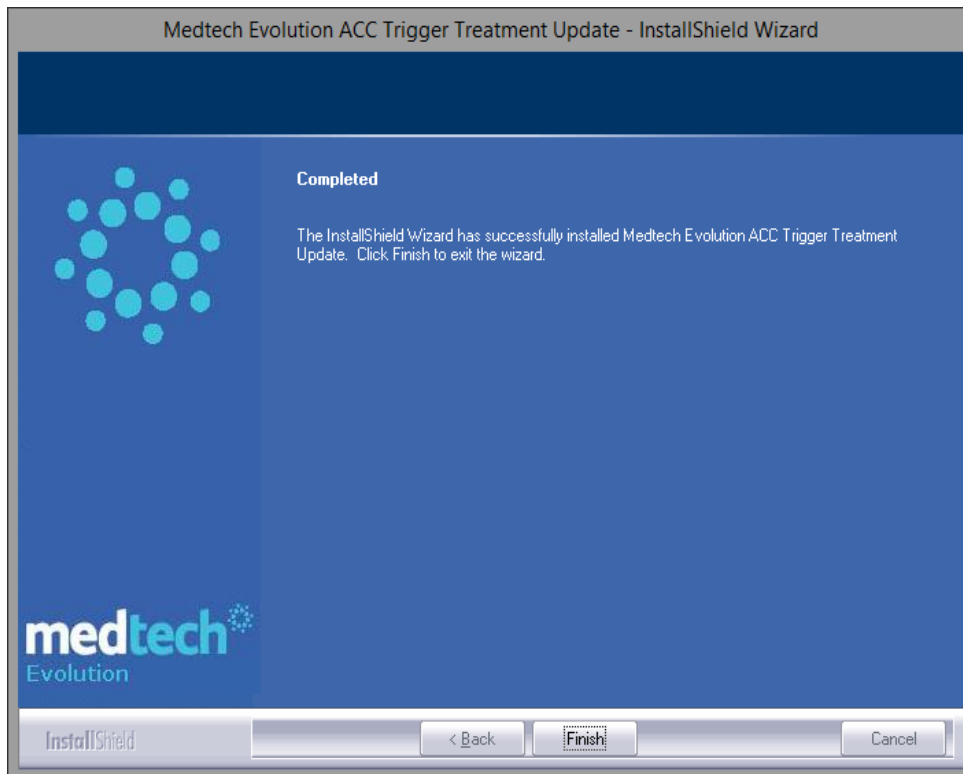 Medtech Evolution ACC Trigger Treatment Update - InstallShield Wizard
Completed
The InstallShield Wizard has successfully installed Medtech Evolution ACC Trigger Treatment
Update. Click Finish to exit the wizard.
medtech
Evolution
InstallShield
< Back
Finish
Cancel